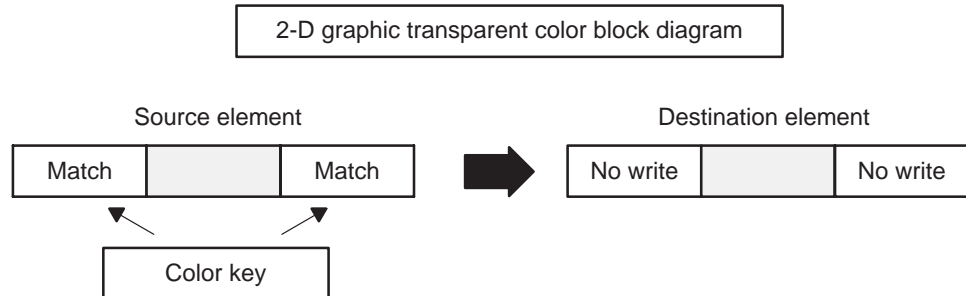 2-D graphic transparent color block diagram
Source element
Destination element
Match
Match
No write
No write
Color key